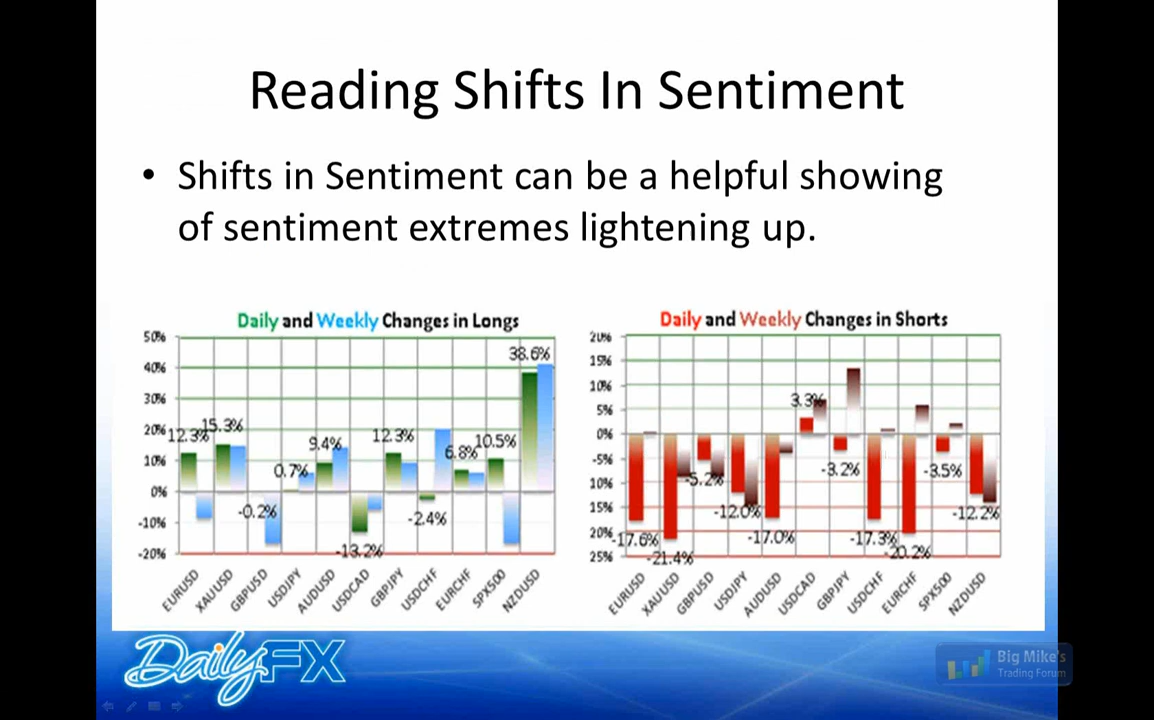 Reading Shifts In Sentiment
• Shifts in Sentiment can be a helpful showing
of sentiment extremes lightening up.
Daily and Weekly Changes in Longs
50%
40%
30%
20%
10%
0%
-10%
-20%
12.3%
15.3%
-0.2%
0.7%
9.4%
-13.2%
12.3%
-2.4%
6.8%
10.5%
38.6%
EURUSD
XAUUSD
GBPUSD
USDJPY
AUDUSD
USDCAD
GBPJPY
USDCHF
EURCHF
SPX500
NZDUSD
Daily and Weekly Changes in Shorts
20%
15%
10%
5%
0%
-5%
10%
15%
20%
25%
-17.6%
-21.4%
-5.2%
-12.0%
-17.0%
3.3%
-3.2%
-17.3%
-20.2%
-3.5%
-12.2%
EURUSD
XAUUSD
GBPUSD
USDJPY
AUDUSD
USDCAD
GBPJPY
USDCHF
EURCHF
SPX500
NZDUSD
DailyFX
Big Mike's
Trading Forum